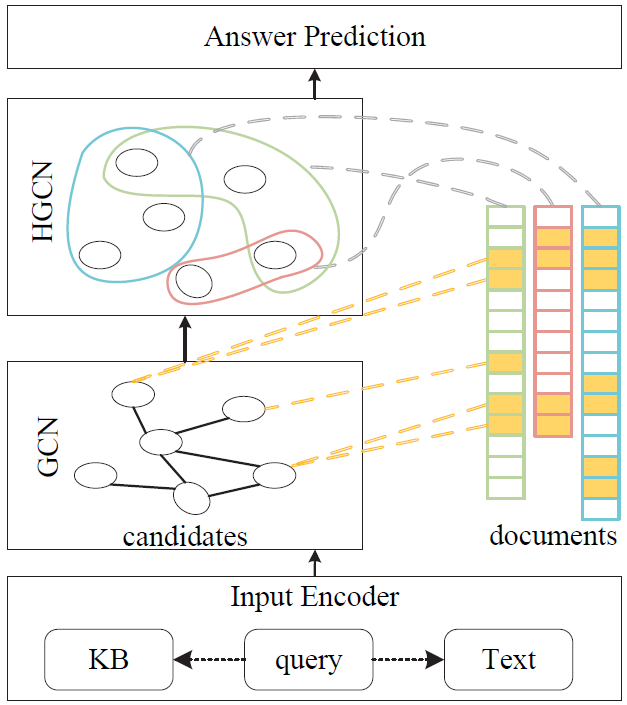 Answer Prediction
HGCN
GCN
candidates
documents
Input Encoder
KB
query
Text